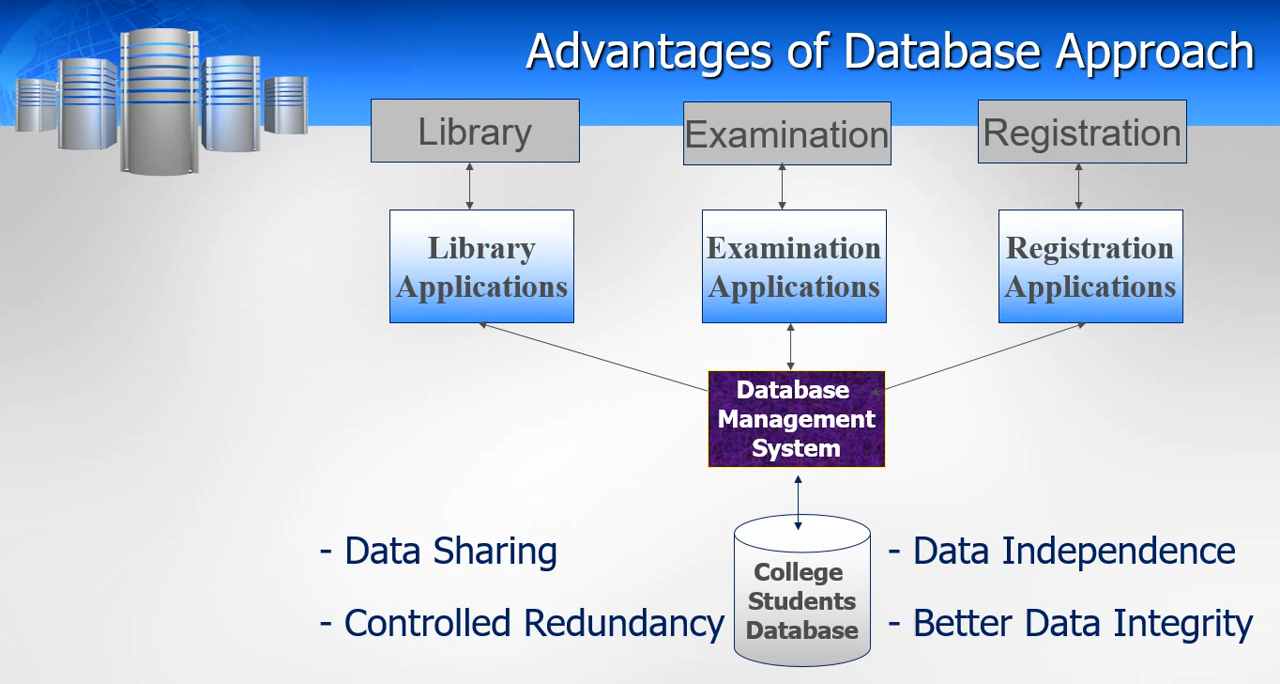 Advantages of Database Approach
Library
Examination
Registration
Library
Applications
Examination
Applications
Registration
Applications
Database
Management
System
- Data Sharing
- Controlled Redundancy
College
Students
Database
- Data Independence
- Better Data Integrity